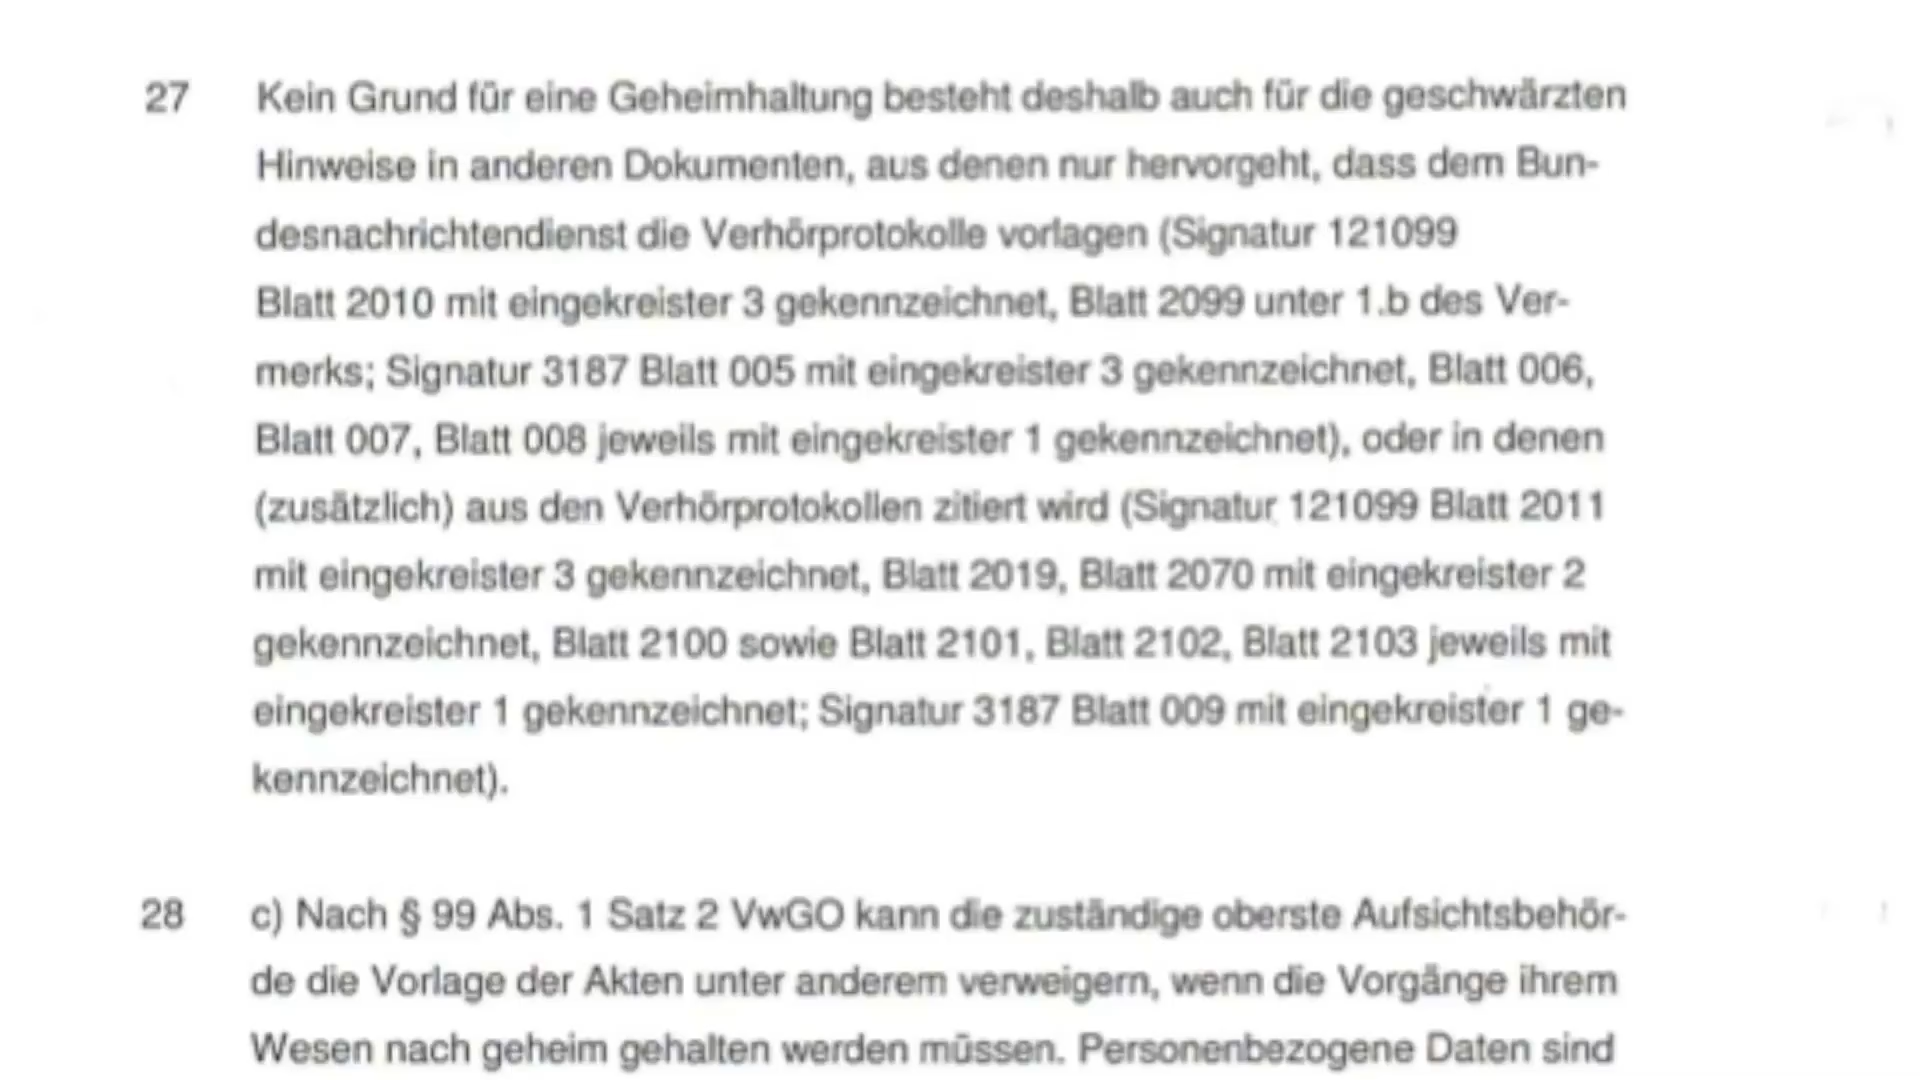 27 Kein Grund für eine Geheimhaltung besteht deshalb auch für die geschwärzten
Hinweise in anderen Dokumenten, aus denen nur hervorgeht, dass dem Bun-
desnachrichtendienst die Verhörprotokolle vorlagen (Signatur 121099
Blatt 2010 mit eingekreister 3 gekennzeichnet, Blatt 2099 unter 1.b des Ver-
merks; Signatur 3187 Blatt 005 mit eingekreister 3 gekennzeichnet, Blatt 006,
Blatt 007, Blatt 008 jeweils mit eingekreister 1 gekennzeichnet), oder in denen
(zusätzlich) aus den Verhörprotokollen zitiert wird (Signatur 121099 Blatt 2011
mit eingekreister 3 gekennzeichnet, Blatt 2019, Blatt 2070 mit eingekreister 2
gekennzeichnet, Blatt 2100 sowie Blatt 2101, Blatt 2102, Blatt 2103 jeweils mit
eingekreister 1 gekennzeichnet; Signatur 3187 Blatt 009 mit eingekreister 1 ge-
kennzeichnet).
28 c) Nach § 99 Abs. 1 Satz 2 VwGO kann die zuständige oberste Aufsichtsbehör-
de die Vorlage der Akten unter anderem verweigern, wenn die Vorgänge ihrem
Wesen nach geheim gehalten werden müssen. Personenbezogene Daten sind